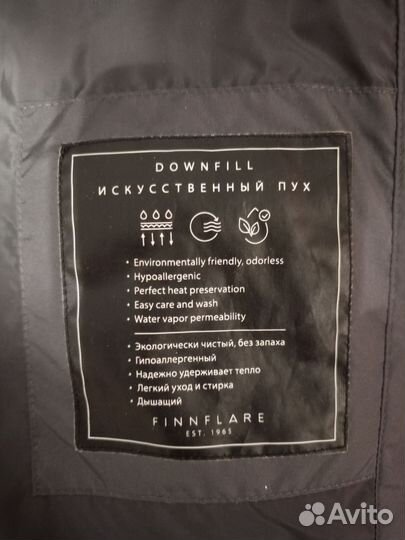 DOWNFILL
ИСКУССТВЕННЫЙ ПУХ
• Environmentally friendly, odorless
• Hypoallergenic
• Perfect heat preservation
• Easy care and wash
• Water vapor permeability
• Экологически чистый, без запаха
• Гипоаллергенный
• Надежно удерживает тепло
• Легкий уход и стирка
• Дышащий
FINNFLARE
EST. 1965
Avito